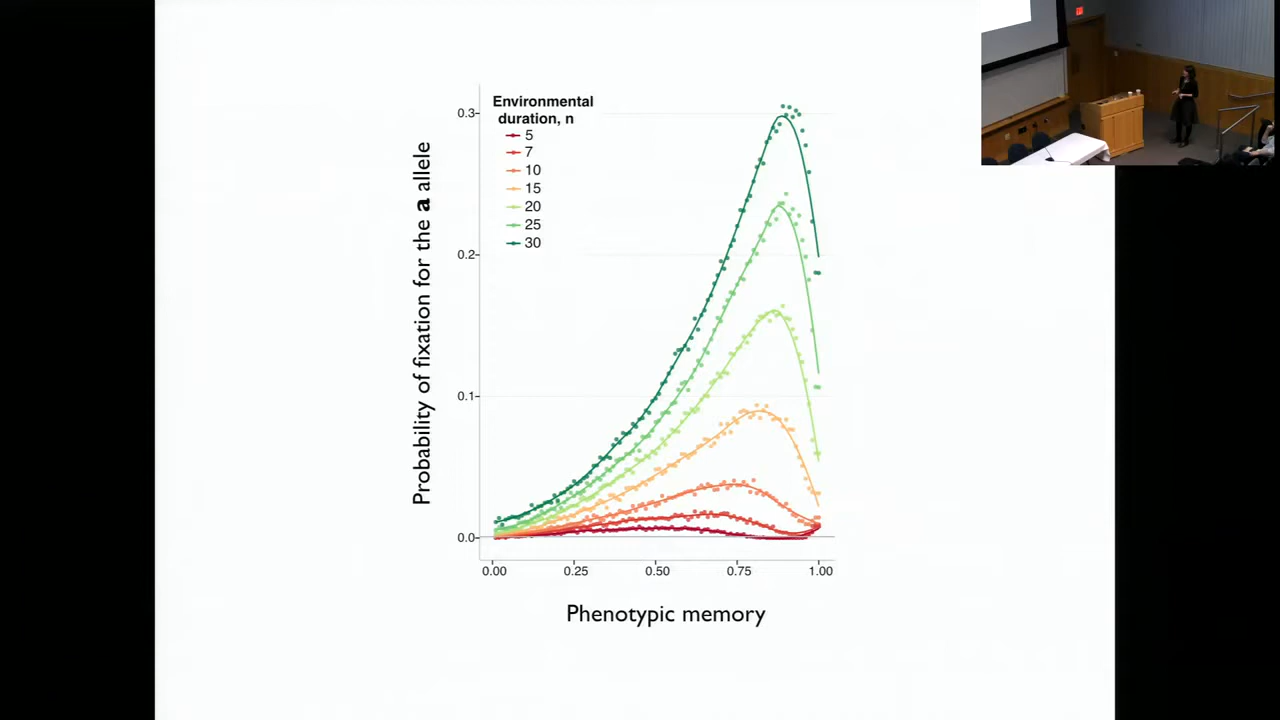 Environmental
duration, n
5
7
10
15
20
25
30
Probability of fixation for the a allele
0.3
0.2
0.1
0.0
0.00 0.25 0.50 0.75 1.00
Phenotypic memory